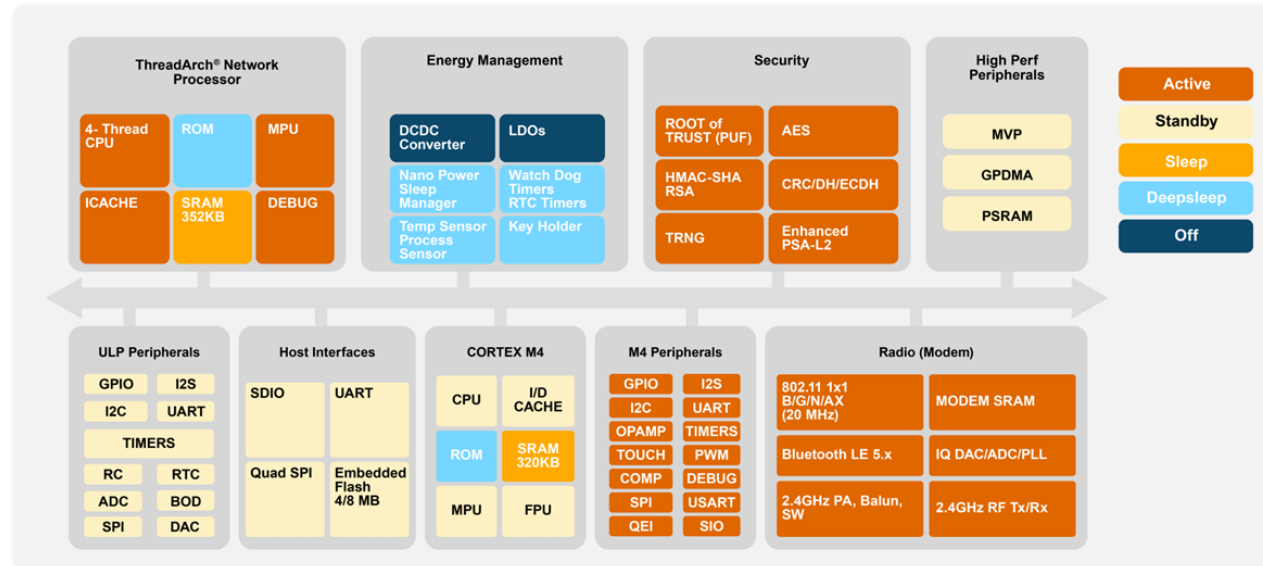 ThreadArch® Network
Processor
4- Thread
CPU
ROM
MPU
ICACHE
SRAM
352KB
DEBUG
Energy Management
DCDC
Converter
LDOs
Nano Power
Sleep
Manager
Watch Dog
Timers
RTC Timers
Temp Sensor
Process
Sensor
Key Holder
Security
ROOT of
TRUST (PUF)
AES
HMAC-SHA
RSA
CRC/DH/ECDH
TRNG
Enhanced
PSA-L2
High Perf
Peripherals
MVP
GPDMA
PSRAM
Active
Standby
Sleep
Deepsleep
Off
ULP Peripherals
GPIO
I2S
I2C
UART
TIMERS
RC
RTC
ADC
BOD
SPI
DAC
Host Interfaces
SDIO
UART
Quad SPI
Embedded
Flash
4/8 MB
CORTEX M4
CPU
I/D
CACHE
ROM
SRAM
320KB
MPU
FPU
M4 Peripherals
GPIO
I2S
I2C
UART
OPAMP
TIMERS
TOUCH
PWM
COMP
DEBUG
SPI
USART
QEI
SIO
Radio (Modem)
802.11 1x1
B/G/N/AX
(20 MHz)
MODEM SRAM
Bluetooth LE 5.x
IQ DAC/ADC/PLL
2.4GHz PA, Balun,
SW
2.4GHz RF Tx/Rx